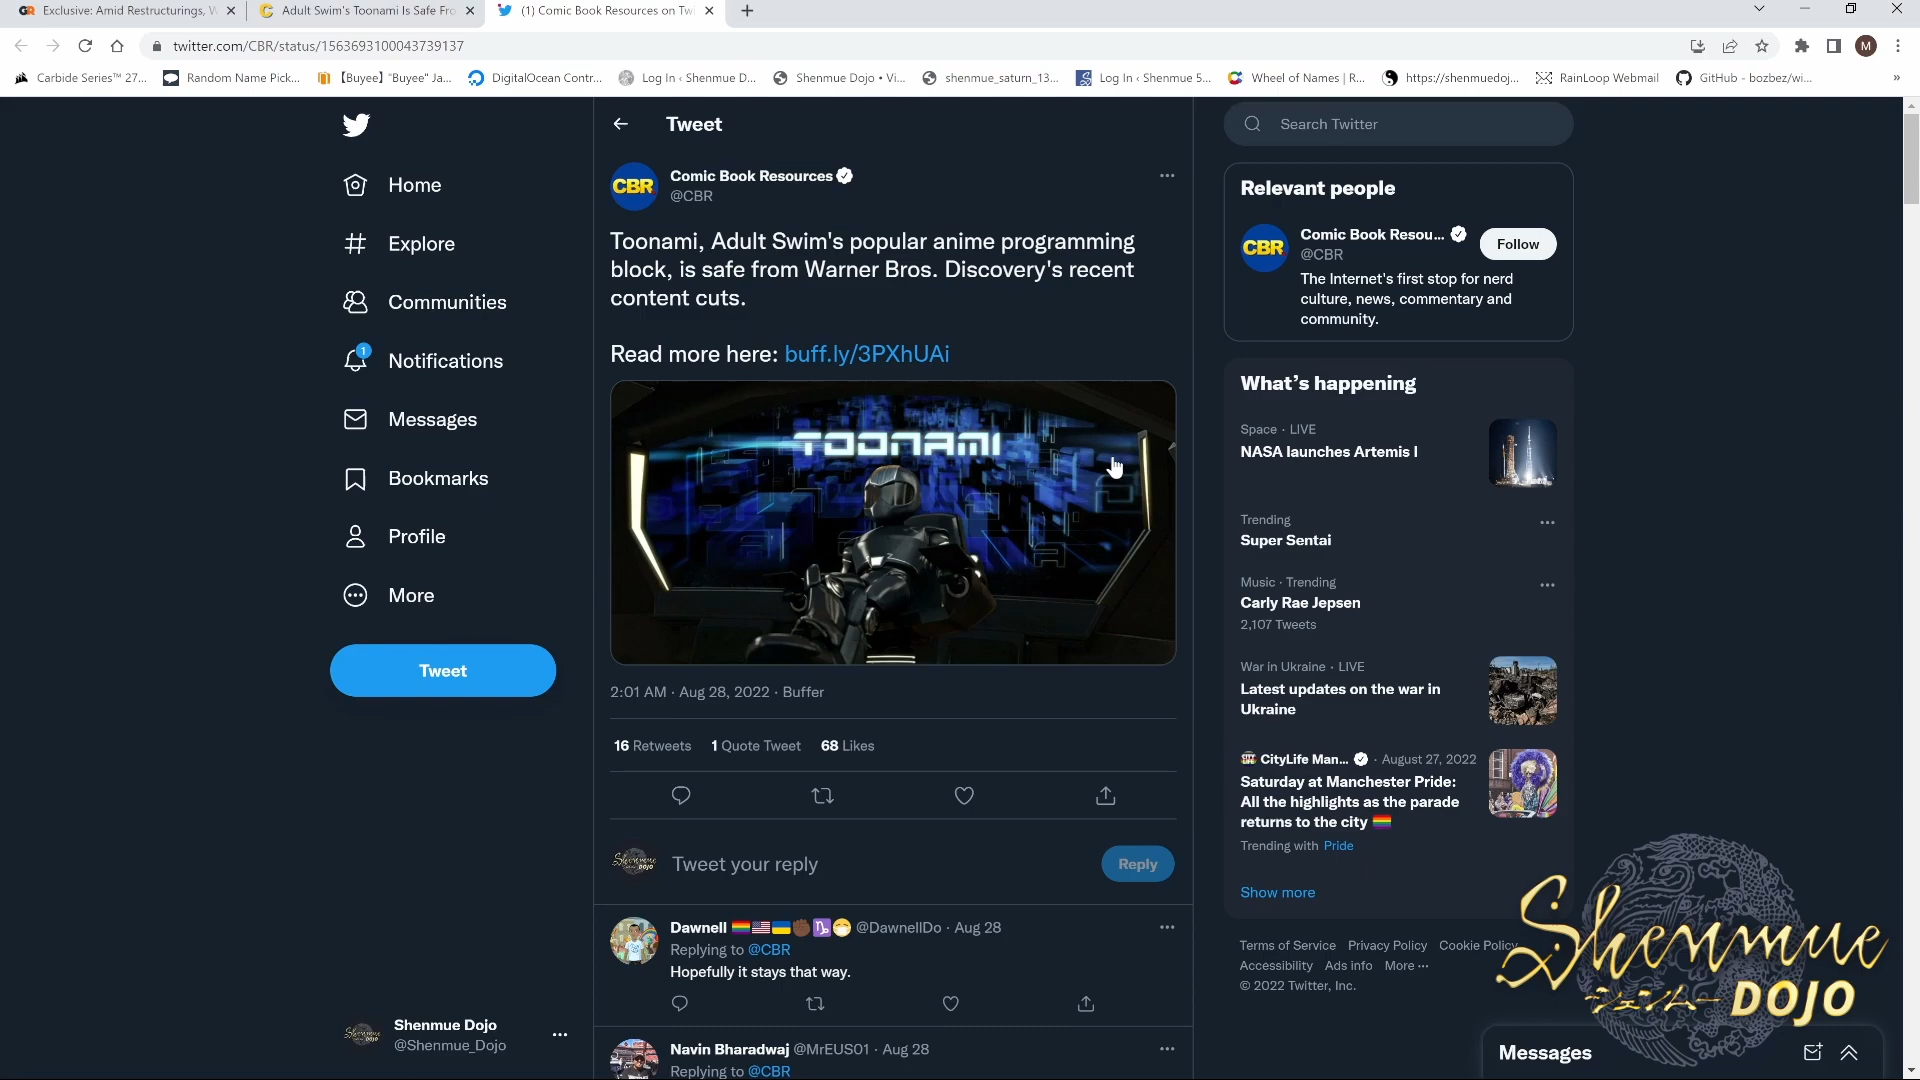 Exclusive: Amid Restructurings, W
Adult Swim's Toonami Is Safe Fro
(1) Comic Book Resources on Twi
twitter.com/CBR/status/1563693100043739137
M
Carbide Series™ 27...
Random Name Pick...
【Buyee】 "Buyee" Ja...
DigitalOcean Contr...
Log In ‹ Shenmue D...
Shenmue Dojo • Vi...
shenmue_saturn_13...
Log In ‹ Shenmue 5...
Wheel of Names | R...
https://shenmuedoj...
RainLoop Webmail
GitHub - bozbez/wi...
»
Home
Explore
Communities
1
Notifications
Messages
Bookmarks
Profile
More
Tweet
Shenmue Dojo
@Shenmue_Dojo
Tweet
CBR
Comic Book Resources
@CBR
Toonami, Adult Swim's popular anime programming
block, is safe from Warner Bros. Discovery's recent
content cuts.
Read more here: buff.ly/3PXhUAi
TOONAMI
2:01 AM · Aug 28, 2022 · Buffer
16 Retweets 1 Quote Tweet 68 Likes
Tweet your reply
Reply
Dawnell @DawnellDo · Aug 28
Replying to @CBR
Hopefully it stays that way.
Navin Bharadwaj @MrEUS01 · Aug 28
Replying to @CBR
Search Twitter
Relevant people
CBR
Comic Book Resou...
@CBR
Follow
The Internet's first stop for nerd
culture, news, commentary and
community.
What's happening
Space · LIVE
NASA launches Artemis I
Trending
Super Sentai
Music · Trending
Carly Rae Jepsen
2,107 Tweets
War in Ukraine · LIVE
Latest updates on the war in
Ukraine
CityLife Man... · August 27, 2022
Saturday at Manchester Pride:
All the highlights as the parade
returns to the city
Trending with Pride
Show more
Terms of Service Privacy Policy Cookie Policy
Accessibility Ads info More ···
© 2022 Twitter, Inc.
Shenmue
シェンムー DOJO
Messages